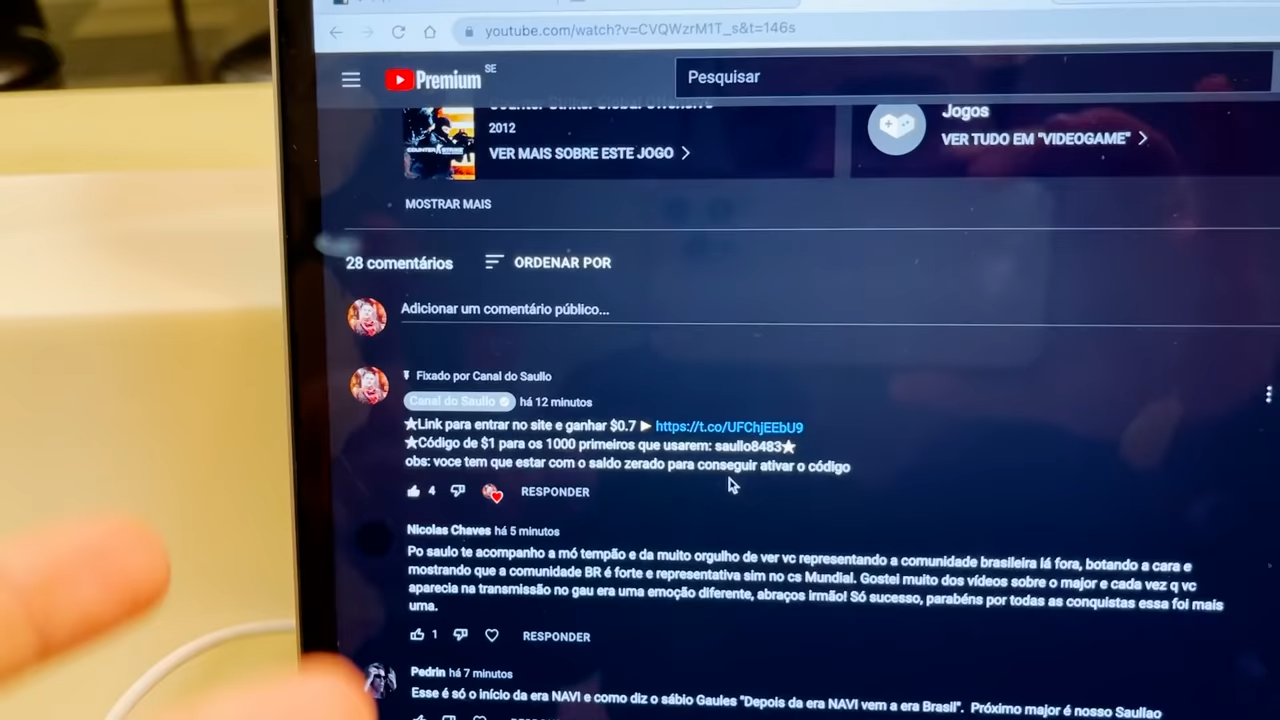 youtube.com/watch?v=CVQWzrM1T_s&t=146s
Premium SE
Pesquisar
Counter-Strike: Global Offensive
2012
VER MAIS SOBRE ESTE JOGO
Jogos
VER TUDO EM "VIDEOGAME"
MOSTRAR MAIS
28 comentários
ORDENAR POR
Adicionar um comentário público...
Fixado por Canal do Saullo
Canal do Saullo há 12 minutos
★Link para entrar no site e ganhar $0.7 ► https://t.co/UFChjEEbU9
★Código de $1 para os 1000 primeiros que usarem: saullo8483★
obs: voce tem que estar com o saldo zerado para conseguir ativar o código
4 RESPONDER
Nicolas Chaves há 5 minutos
Po saulo te acompanho a mó tempão e da muito orgulho de ver vc representando a comunidade brasileira lá fora, botando a cara e
mostrando que a comunidade BR é forte e representativa sim no cs Mundial. Gostei muito dos vídeos sobre o major e cada vez q vc
aparecia na transmissão no gau era uma emoção diferente, abraços irmão! Só sucesso, parabéns por todas as conquistas essa foi mais
uma.
1 RESPONDER
Pedrin há 7 minutos
Esse é só o início da era NAVI e como diz o sábio Gaules "Depois da era NAVI vem a era Brasil". Próximo major é nosso Saullao